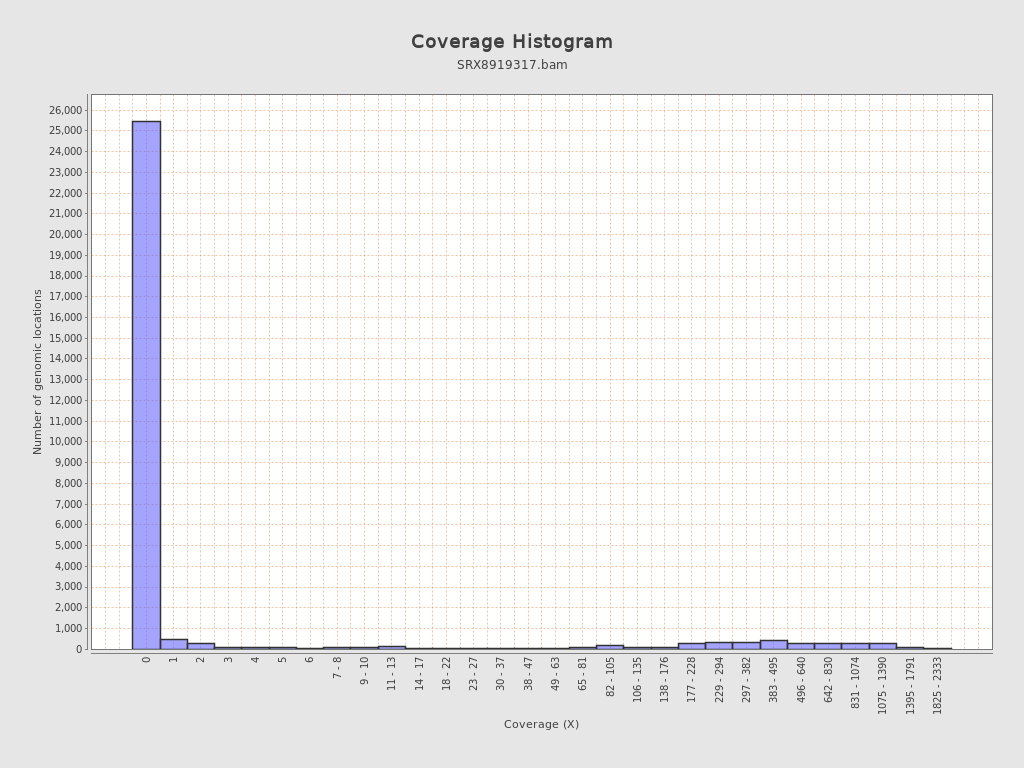 Coverage Histogram
SRX8919317.bam
Number of genomic locations
26,000
25,000
24,000
23,000
22,000
21,000
20,000
19,000
18,000
17,000
16,000
15,000
14,000
13,000
12,000
11,000
10,000
9,000
8,000
7,000
6,000
5,000
4,000
3,000
2,000
1,000
0
0
1
2
3
4
5
6
7 - 8
9 - 10
11 - 13
14 - 17
18 - 22
23 - 27
30 - 37
38 - 47
49 - 63
65 - 81
82 - 105
106 - 135
138 - 176
177 - 228
229 - 294
297 - 382
383 - 495
496 - 640
642 - 830
831 - 1074
1075 - 1390
1395 - 1791
1825 - 2333
Coverage (X)